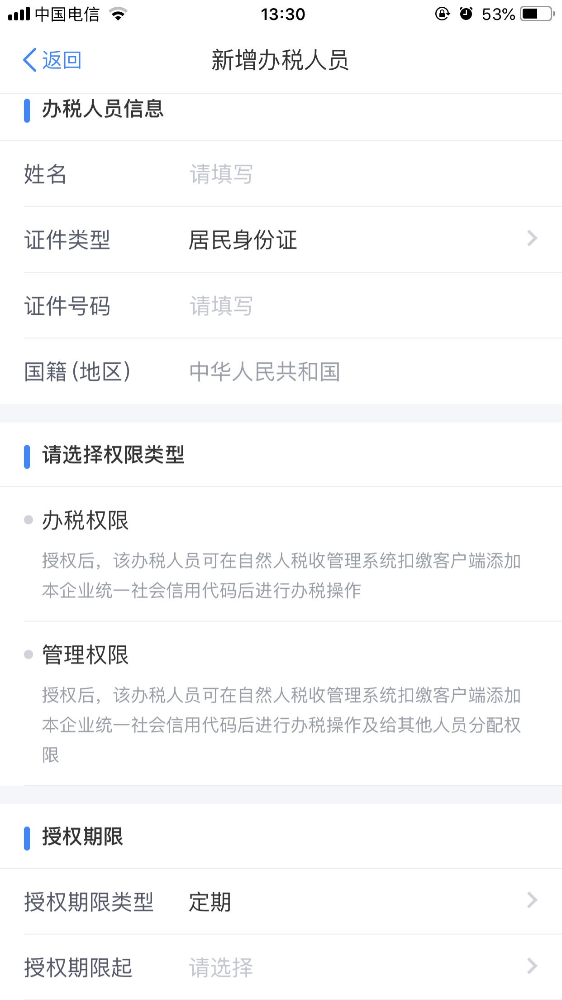 中国电信 13:30 53%
返回 新增办税人员
办税人员信息
姓名 请填写
证件类型 居民身份证
证件号码 请填写
国籍(地区) 中华人民共和国
请选择权限类型
办税权限
授权后，该办税人员可在自然人税收管理系统扣缴客户端添加
本企业统一社会信用代码后进行办税操作
管理权限
授权后，该办税人员可在自然人税收管理系统扣缴客户端添加
本企业统一社会信用代码后进行办税操作及给其他人员分配权
限
授权期限
授权期限类型 定期
授权期限起 请选择